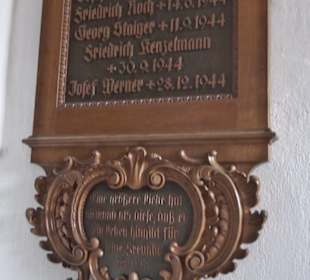 Friedrich Koch + 14.8.1944
Georg Staiger + 11.9.1944
Friedrich Kenzelmann
+ 30.9.1944
Josef Werner + 28.12.1944
Eine größere Liebe hat
niemand als diese, daß er
sein Leben hingibt für
seine Freunde